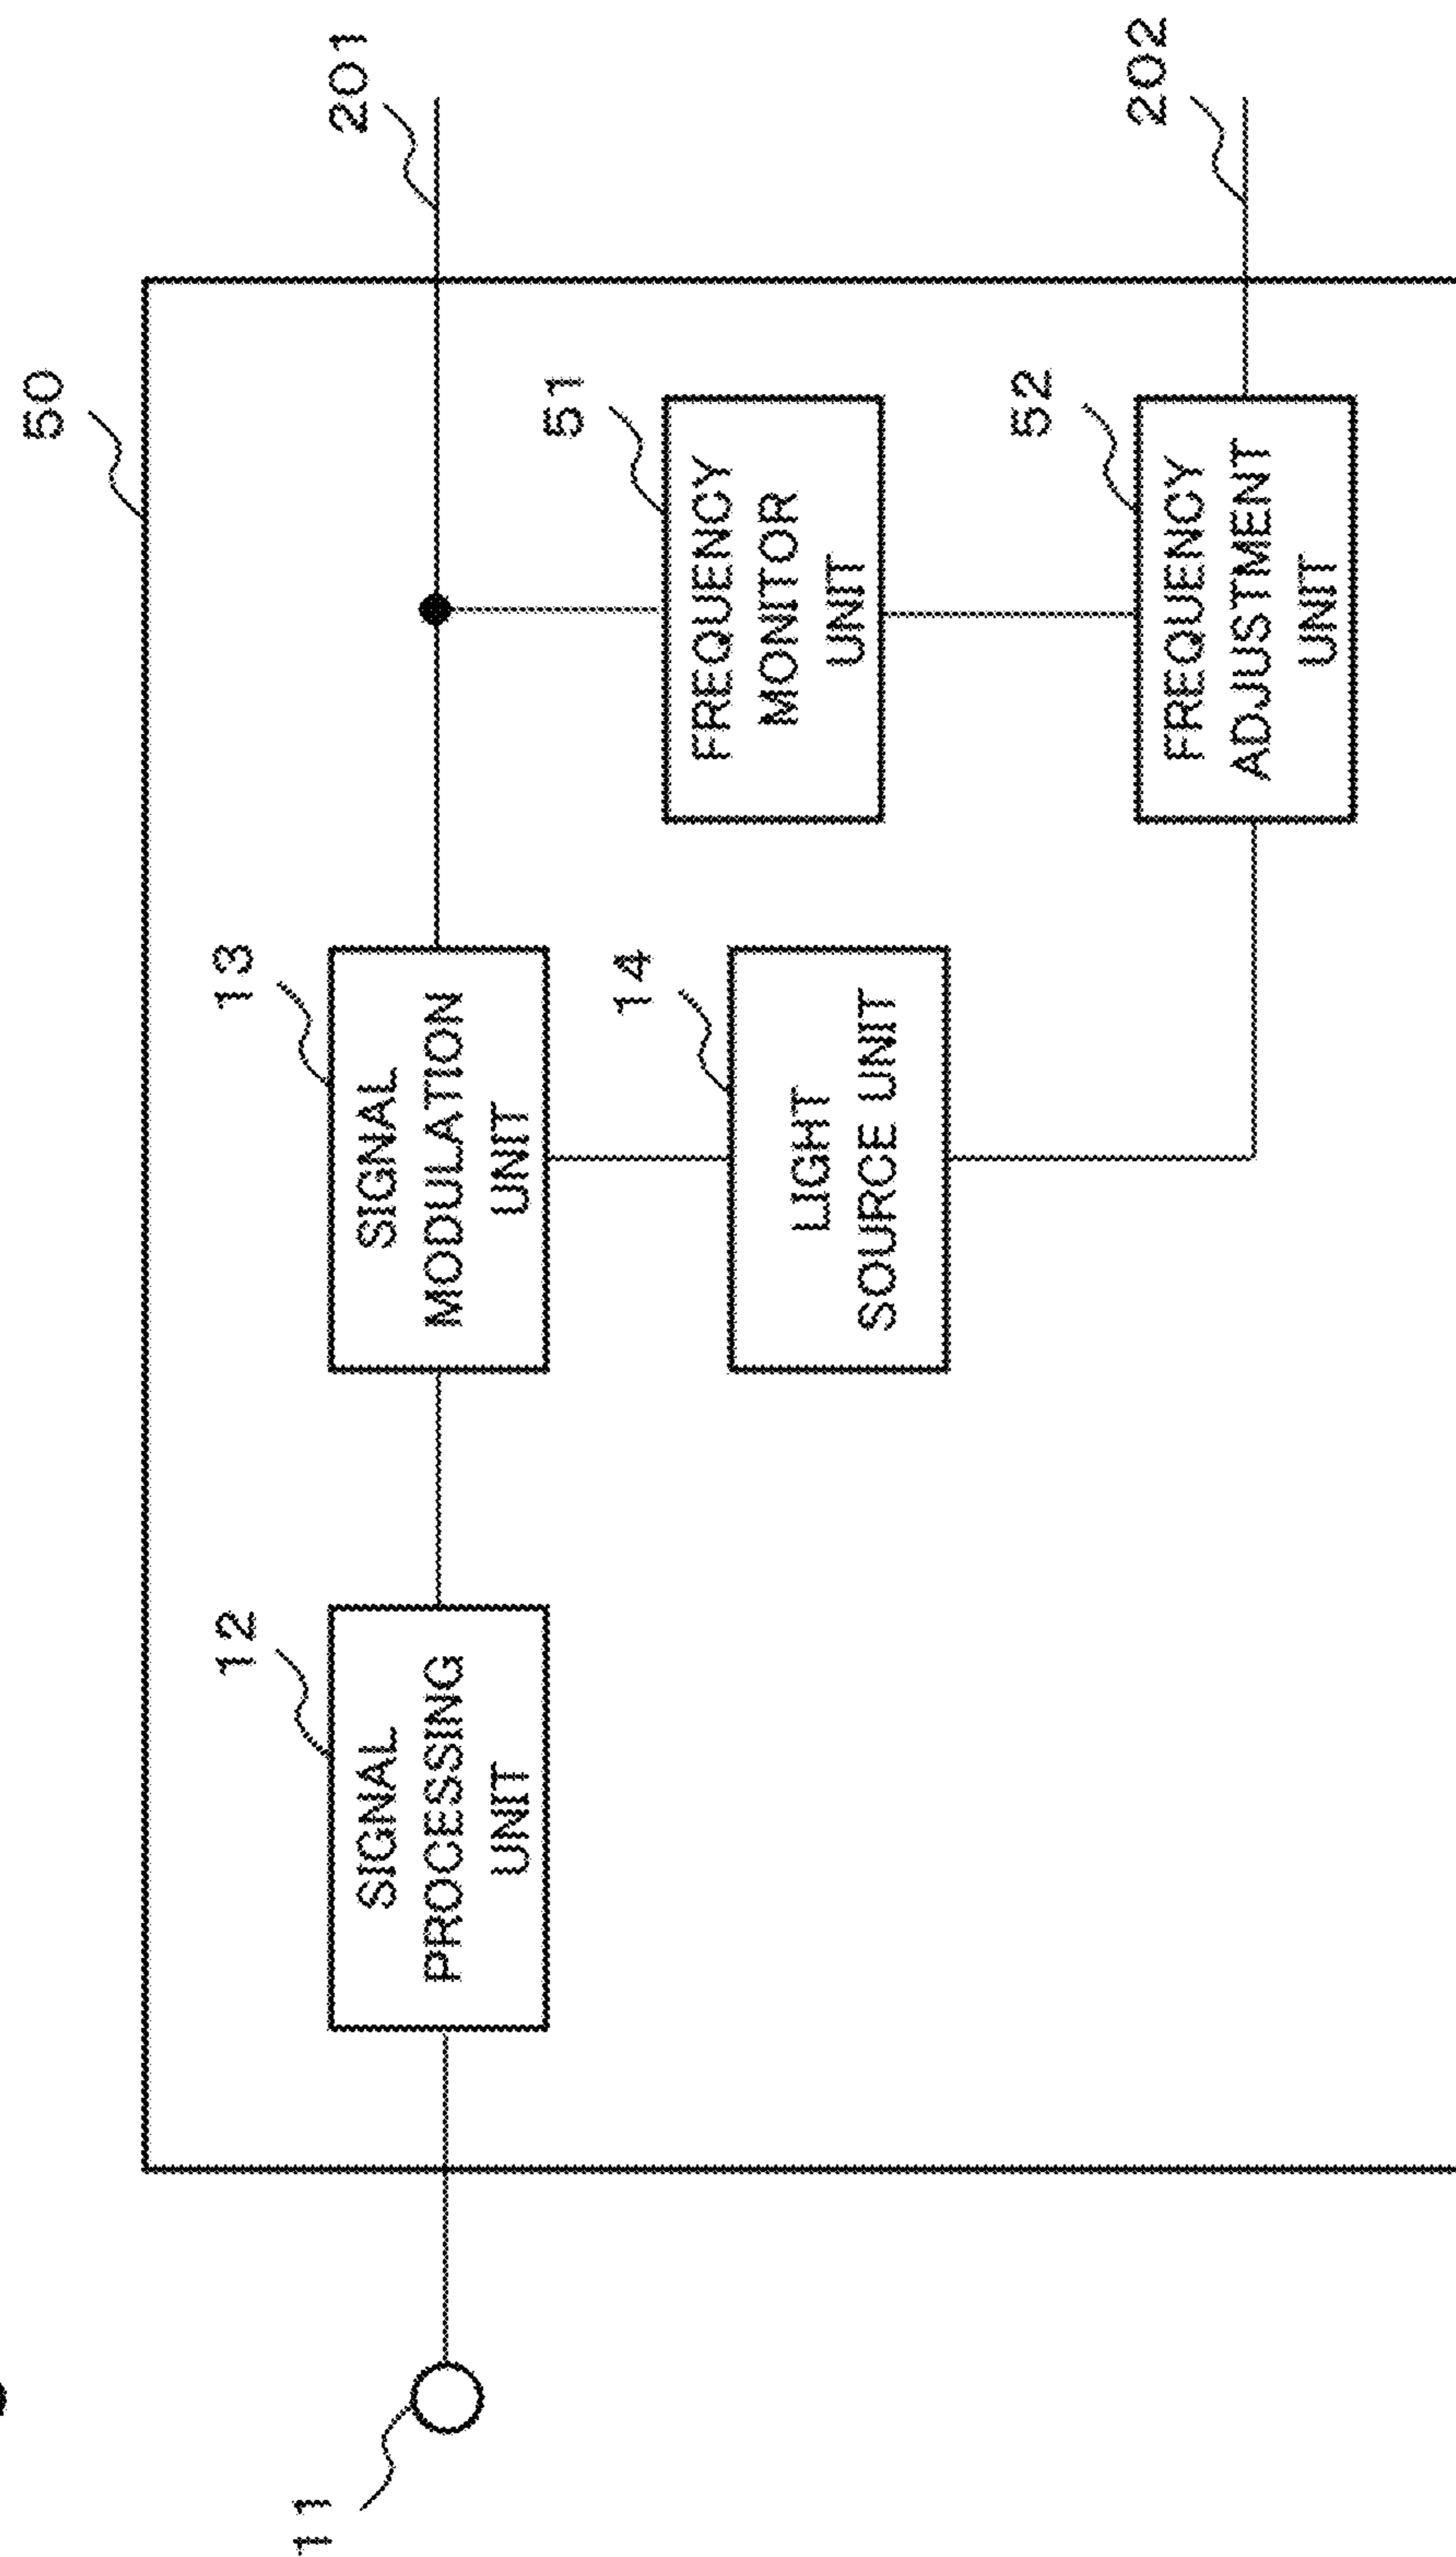 50
201
13
12
SIGNAL
PROCESSING
UNIT
SIGNAL
MODULATION
UNIT
11
51
14
FREQUENCY
MONITOR
UNIT
LIGHT
SOURCE UNIT
202
52
FREQUENCY
ADJUSTMENT
UNIT